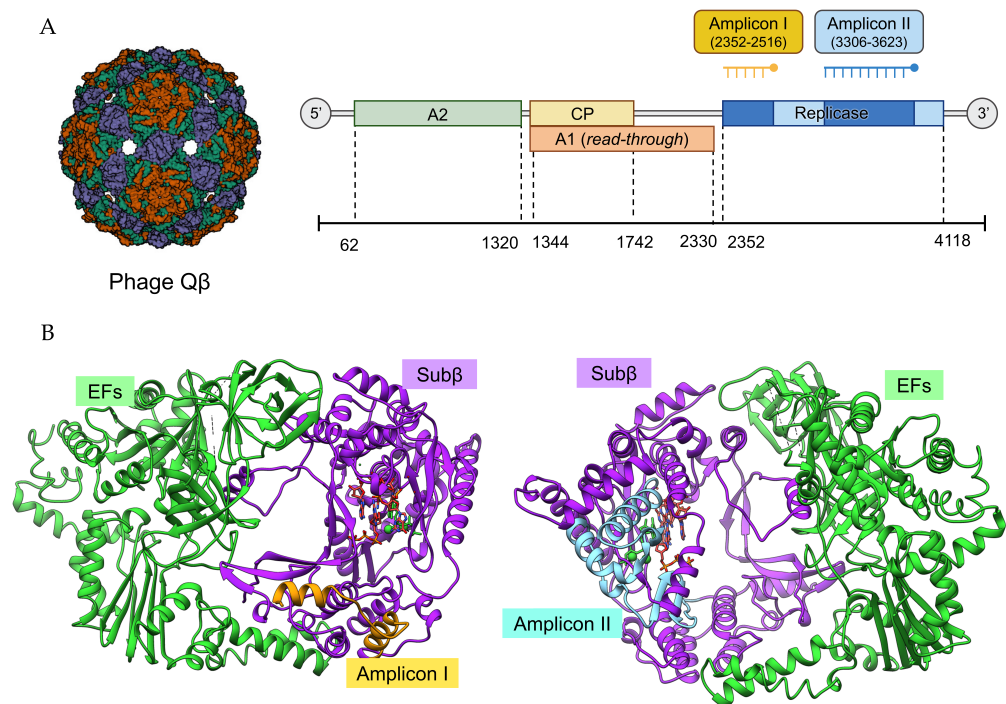 A
Amplicon I
(2352-2516)
Amplicon II
(3306-3623)
5'
A2
CP
Replicase
3'
A1 (read-through)
62
1320
1344
1742
2330
2352
4118
Phage Qβ
B
EFs
Subβ
Subβ
EFs
Amplicon II
Amplicon I